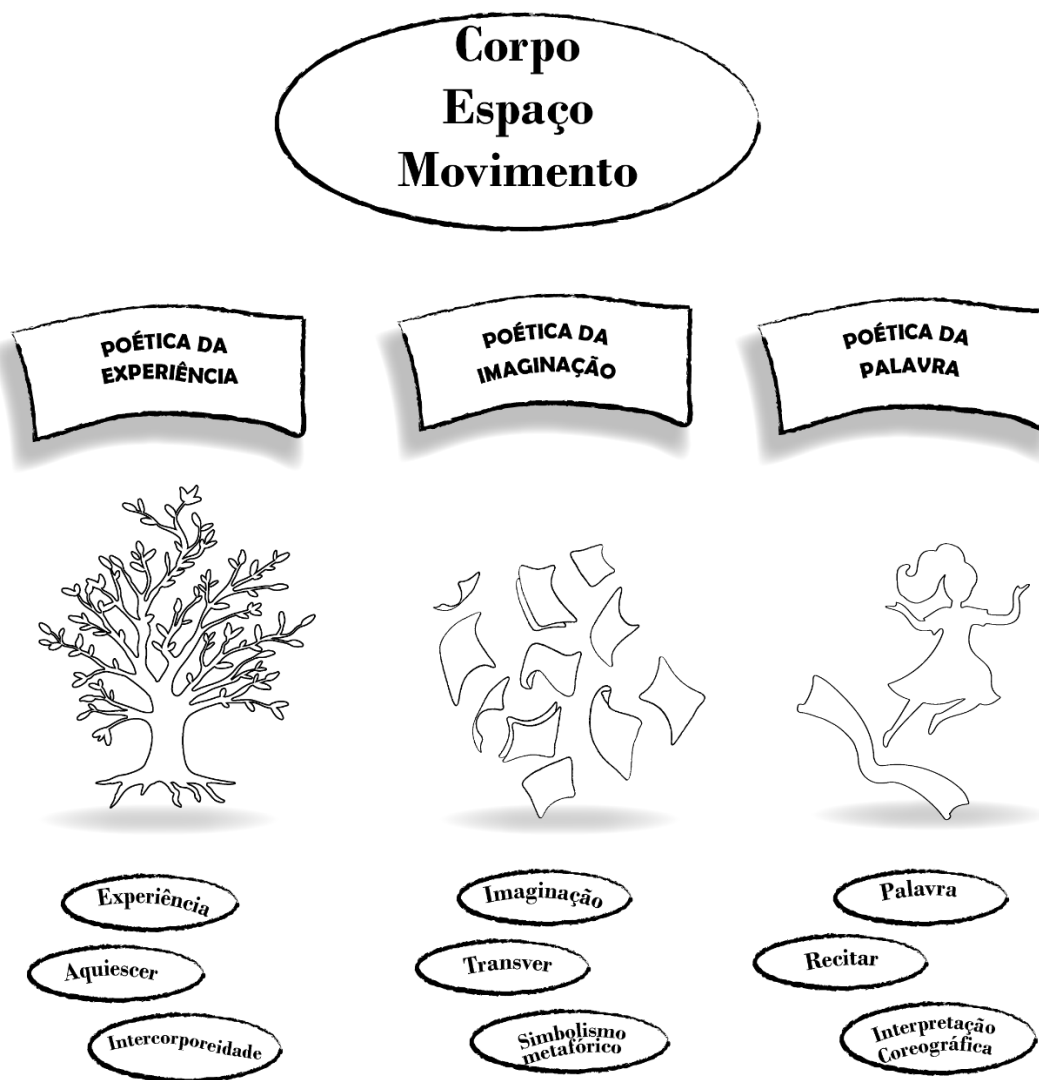 Corpo
Espaço
Movimento
POÉTICA DA
EXPERIÊNCIA
POÉTICA DA
IMAGINAÇÃO
POÉTICA DA
PALAVRA
Experiência
Aquiescer
Intercorporeidade
Imaginação
Transver
Simbolismo
metafórico
Palavra
Recitar
Interpretação
Coreográfica